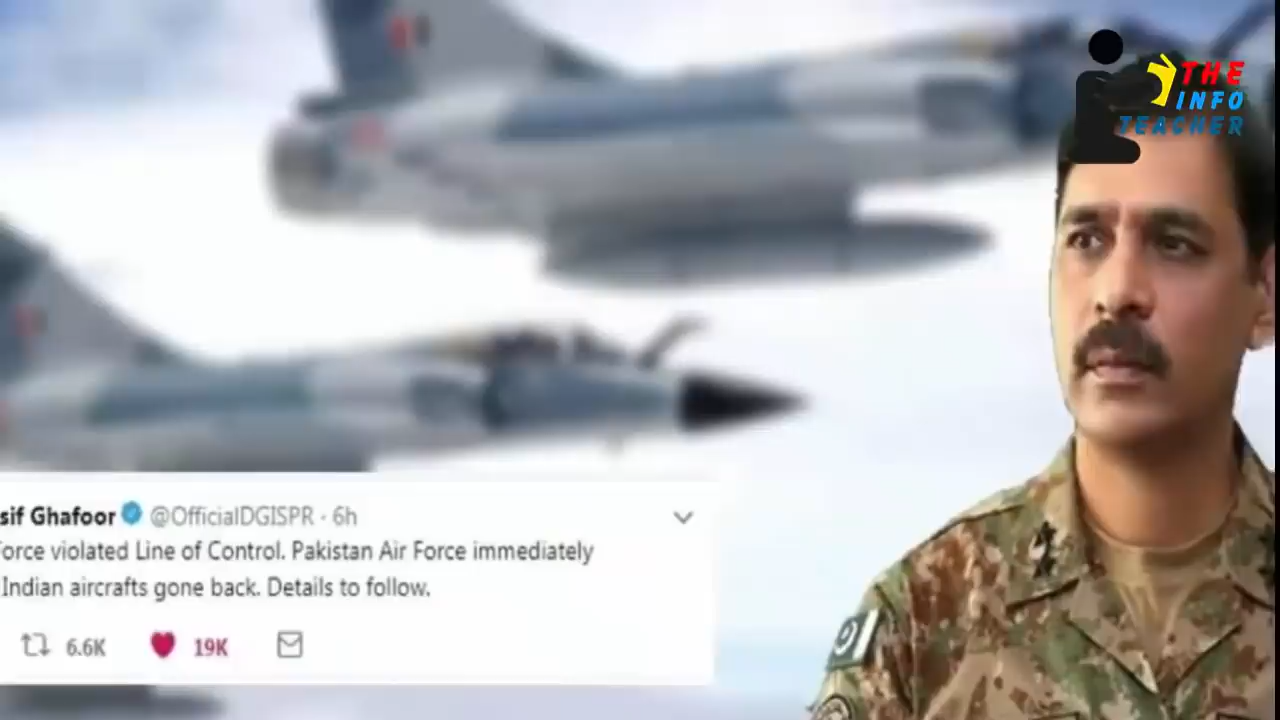 THE
INFO
TEACHER
sif Ghafoor @OfficialDGISPR · 6h
Force violated Line of Control. Pakistan Air Force immediately
Indian aircrafts gone back. Details to follow.
6.6K 19K